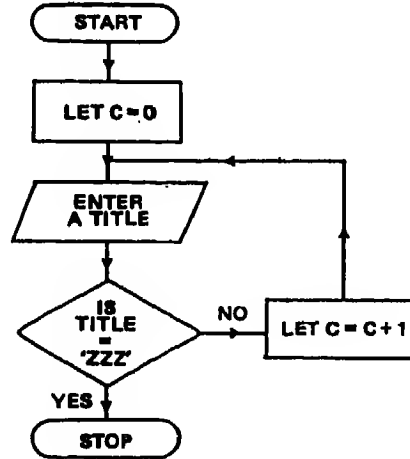 START
LET C = 0
ENTER
A TITLE
IS
TITLE
=
'ZZZ'
NO
LET C = C + 1
YES
STOP